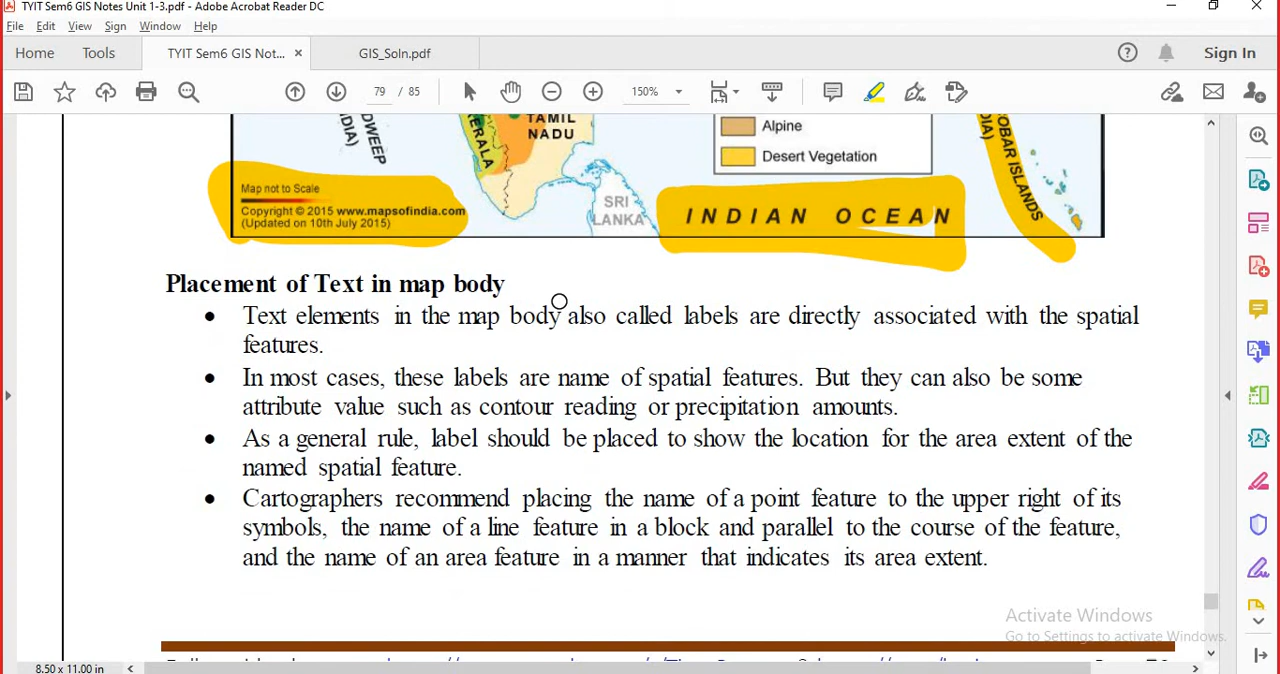 TYIT Sem6 GIS Notes Unit 1-3.pdf - Adobe Acrobat Reader DC
File Edit View Sign Window Help
Home Tools TYIT Sem6 GIS Not... × GIS_Soln.pdf Sign In
79 / 85 150%
TAMIL
NADU
KERALA
DWEEP
DIA)
Alpine
Desert Vegetation
OBAR ISLANDS
DIA)
Map not to Scale
Copyright © 2015 www.mapsofindia.com
(Updated on 10th July 2015)
SRI
LANKA
INDIAN OCEAN
Placement of Text in map body
• Text elements in the map body also called labels are directly associated with the spatial
features.
• In most cases, these labels are name of spatial features. But they can also be some
attribute value such as contour reading or precipitation amounts.
• As a general rule, label should be placed to show the location for the area extent of the
named spatial feature.
• Cartographers recommend placing the name of a point feature to the upper right of its
symbols, the name of a line feature in a block and parallel to the course of the feature,
and the name of an area feature in a manner that indicates its area extent.
Activate Windows
Go to Settings to activate Windows.
8.50 x 11.00 in